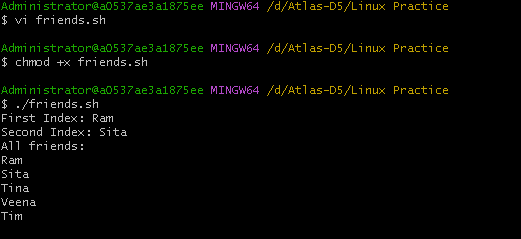 Administrator@a0537ae3a1875ee MINGW64 /d/Atlas-D5/Linux Practice
$ vi friends.sh
Administrator@a0537ae3a1875ee MINGW64 /d/Atlas-D5/Linux Practice
$ chmod +x friends.sh
Administrator@a0537ae3a1875ee MINGW64 /d/Atlas-D5/Linux Practice
$ ./friends.sh
First Index: Ram
Second Index: Sita
All friends:
Ram
Sita
Tina
Veena
Tim